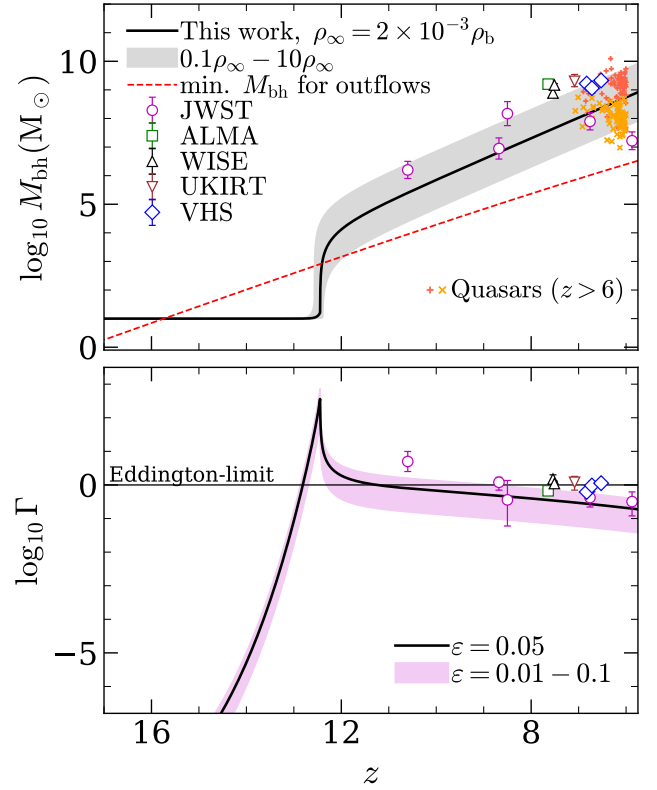 This work, ρ∞ = 2 × 10⁻³ρb
0.1ρ∞ − 10ρ∞
min. Mbh for outflows
JWST
ALMA
WISE
UKIRT
VHS
Quasars (z > 6)
log10 Mbh(M⊙)
10
5
0
Eddington-limit
ε = 0.05
ε = 0.01 − 0.1
log10 Γ
0
−5
16
12
8
z